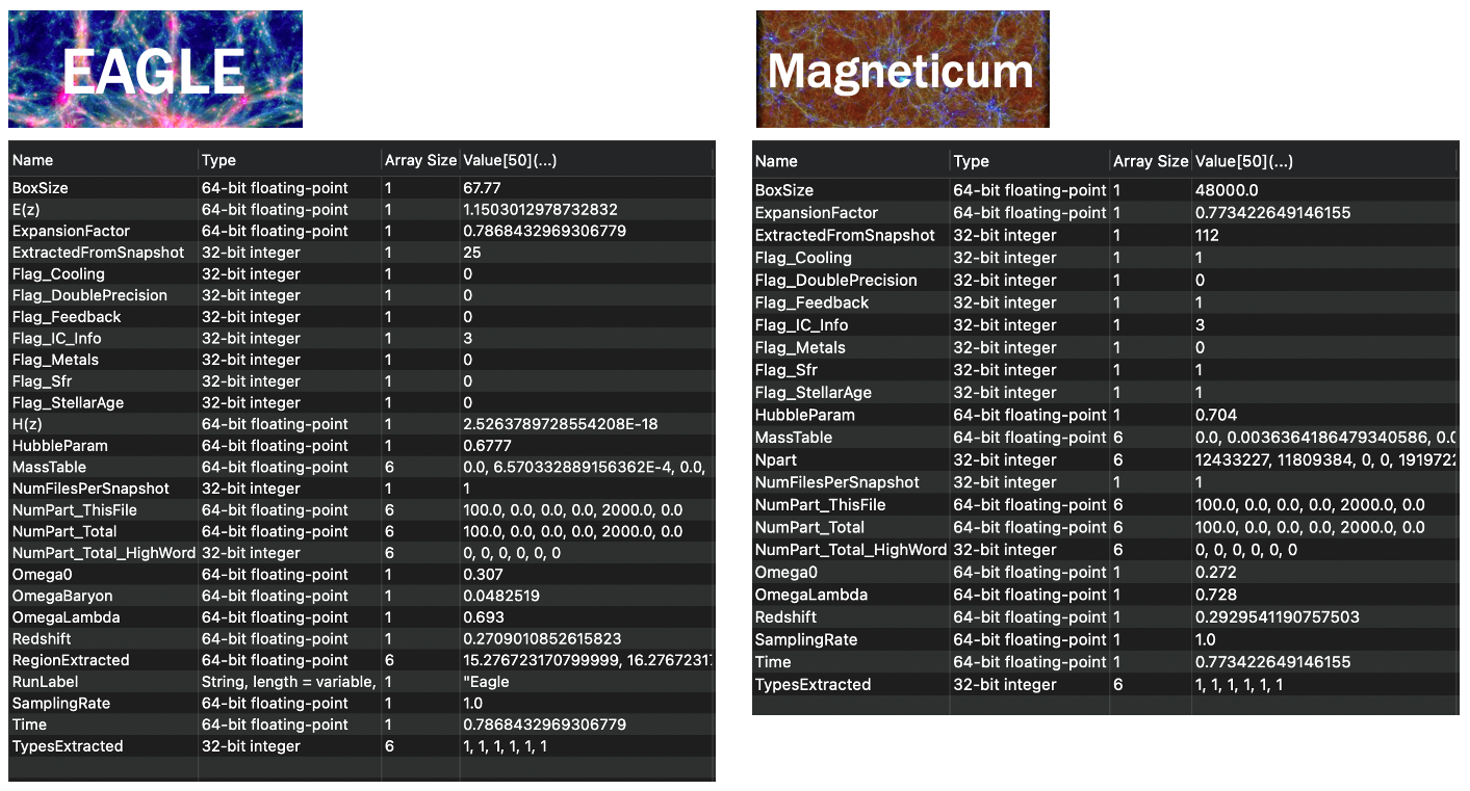 EAGLE
Name Type Array Size Value[50](...)
BoxSize 64-bit floating-point 1 67.77
E(z) 64-bit floating-point 1 1.1503012978732832
ExpansionFactor 64-bit floating-point 1 0.7868432969306779
ExtractedFromSnapshot 32-bit integer 1 25
Flag_Cooling 32-bit integer 1 0
Flag_DoublePrecision 32-bit integer 1 0
Flag_Feedback 32-bit integer 1 0
Flag_IC_Info 32-bit integer 1 3
Flag_Metals 32-bit integer 1 0
Flag_Sfr 32-bit integer 1 0
Flag_StellarAge 32-bit integer 1 0
H(z) 64-bit floating-point 1 2.5263789728554208E-18
HubbleParam 64-bit floating-point 1 0.6777
MassTable 64-bit floating-point 6 0.0, 6.570332889156362E-4, 0.0,
NumFilesPerSnapshot 32-bit integer 1 1
NumPart_ThisFile 64-bit floating-point 6 100.0, 0.0, 0.0, 0.0, 2000.0, 0.0
NumPart_Total 64-bit floating-point 6 100.0, 0.0, 0.0, 0.0, 2000.0, 0.0
NumPart_Total_HighWord 32-bit integer 6 0, 0, 0, 0, 0, 0
Omega0 64-bit floating-point 1 0.307
OmegaBaryon 64-bit floating-point 1 0.0482519
OmegaLambda 64-bit floating-point 1 0.693
Redshift 64-bit floating-point 1 0.2709010852615823
RegionExtracted 64-bit floating-point 6 15.276723170799999, 16.27672317
RunLabel String, length = variable, 1 "Eagle
SamplingRate 64-bit floating-point 1 1.0
Time 64-bit floating-point 1 0.7868432969306779
TypesExtracted 32-bit integer 6 1, 1, 1, 1, 1, 1
Magneticum
Name Type Array Size Value[50](...)
BoxSize 64-bit floating-point 1 48000.0
ExpansionFactor 64-bit floating-point 1 0.773422649146155
ExtractedFromSnapshot 32-bit integer 1 112
Flag_Cooling 32-bit integer 1 1
Flag_DoublePrecision 32-bit integer 1 0
Flag_Feedback 32-bit integer 1 1
Flag_IC_Info 32-bit integer 1 3
Flag_Metals 32-bit integer 1 0
Flag_Sfr 32-bit integer 1 1
Flag_StellarAge 32-bit integer 1 1
HubbleParam 64-bit floating-point 1 0.704
MassTable 64-bit floating-point 6 0.0, 0.0036364186479340586, 0.0
Npart 32-bit integer 6 12433227, 11809384, 0, 0, 1919722
NumFilesPerSnapshot 32-bit integer 1 1
NumPart_ThisFile 64-bit floating-point 6 100.0, 0.0, 0.0, 0.0, 2000.0, 0.0
NumPart_Total 64-bit floating-point 6 100.0, 0.0, 0.0, 0.0, 2000.0, 0.0
NumPart_Total_HighWord 32-bit integer 6 0, 0, 0, 0, 0, 0
Omega0 64-bit floating-point 1 0.272
OmegaLambda 64-bit floating-point 1 0.728
Redshift 64-bit floating-point 1 0.2929541190757503
SamplingRate 64-bit floating-point 1 1.0
Time 64-bit floating-point 1 0.773422649146155
TypesExtracted 32-bit integer 6 1, 1, 1, 1, 1, 1